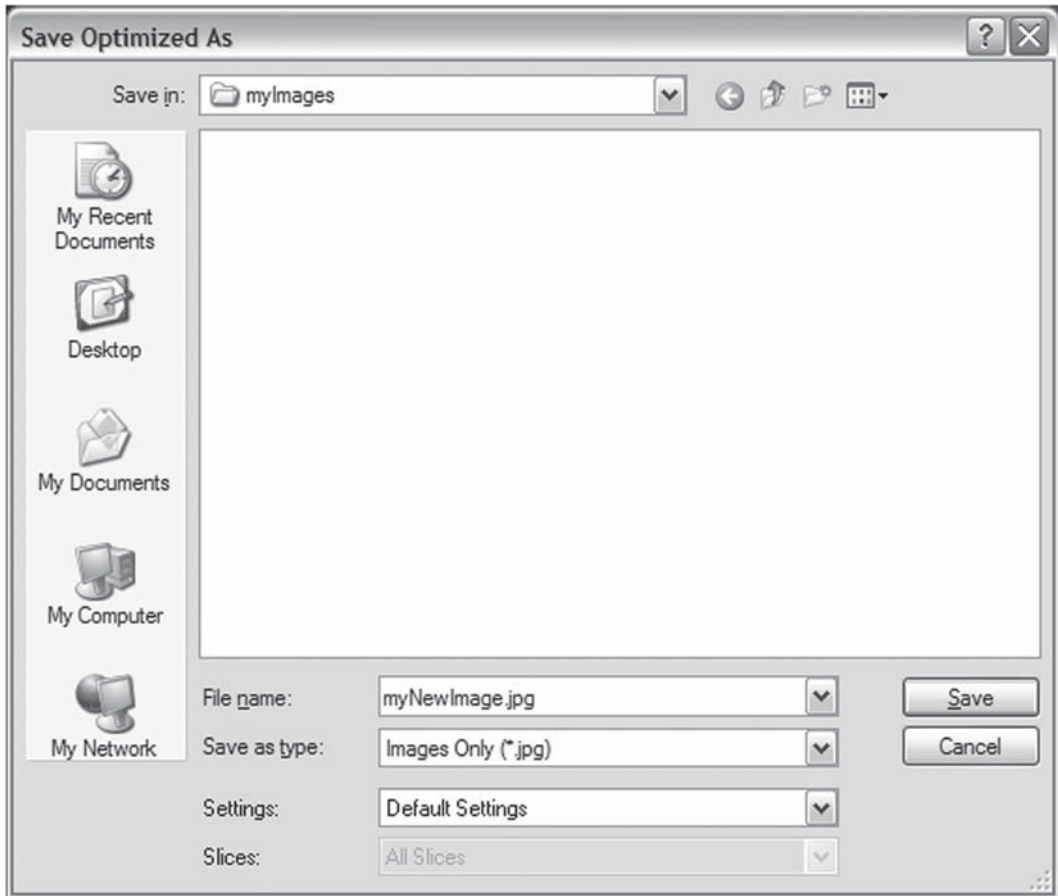 Save Optimized As
Save in:
myImages
My Recent
Documents
Desktop
My Documents
My Computer
My Network
File name:
myNewImage.jpg
Save
Save as type:
Images Only (*.jpg)
Cancel
Settings:
Default Settings
Slices:
All Slices